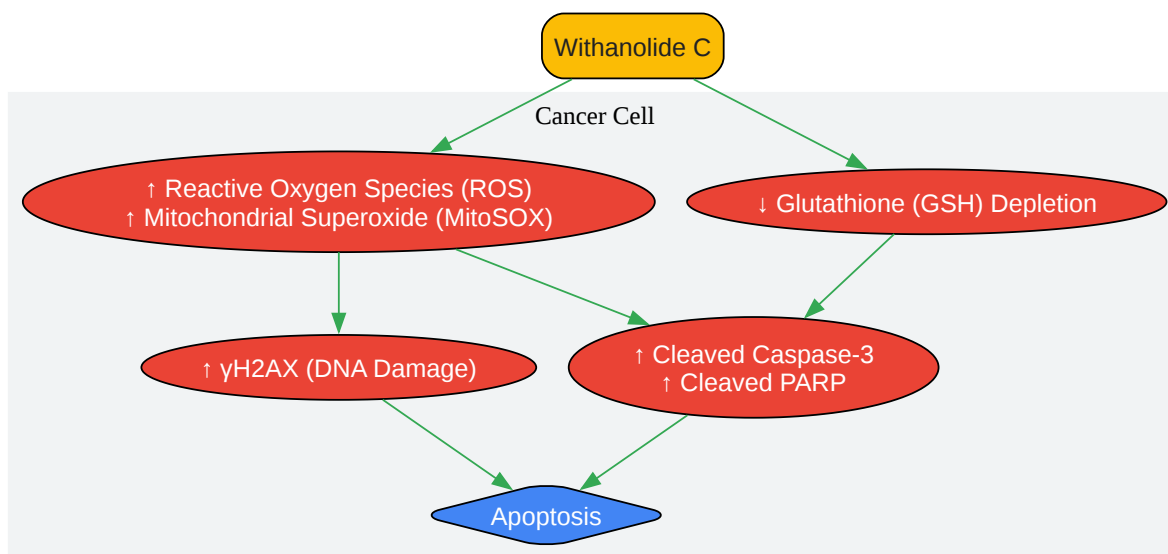 Withanolide C
Cancer Cell
↑ Reactive Oxygen Species (ROS)
↑ Mitochondrial Superoxide (MitoSOX)
↓ Glutathione (GSH) Depletion
↑ γH2AX (DNA Damage)
↑ Cleaved Caspase-3
↑ Cleaved PARP
Apoptosis